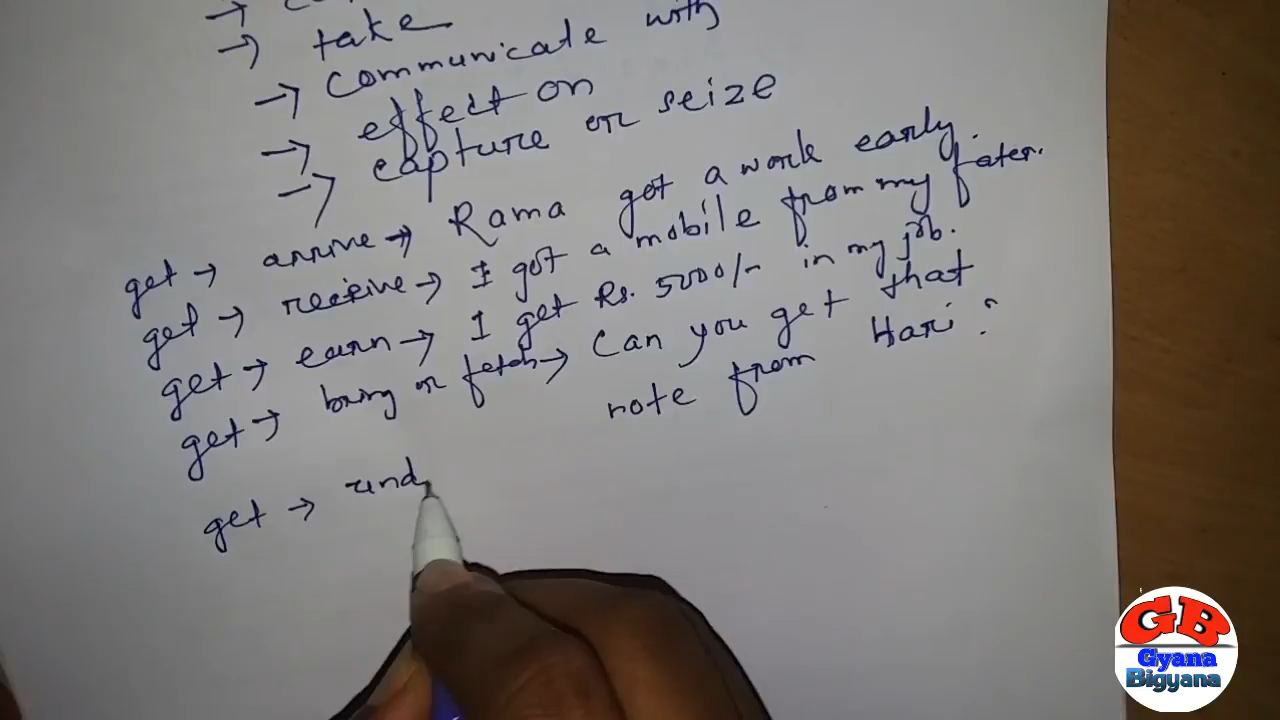 → take
→ communicate with
→ effect on
→ capture or seize
get → arrive → Rama got a work early.
get → receive → I got a mobile from my fater.
get → earn → I get Rs. 5000/- in my job.
get → bring or fetch → Can you get that
note from Hari ?
get → und
GB
Gyana
Bigyana